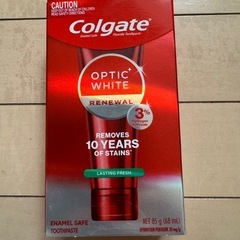 CAUTION
Colgate
OPTIC+
WHITE
RENEWAL
3%
REMOVES
10 YEARS
OF STAINS*
LASTING FRESH
ENAMEL SAFE
TOOTHPASTE
NET 85 g (68 mL)